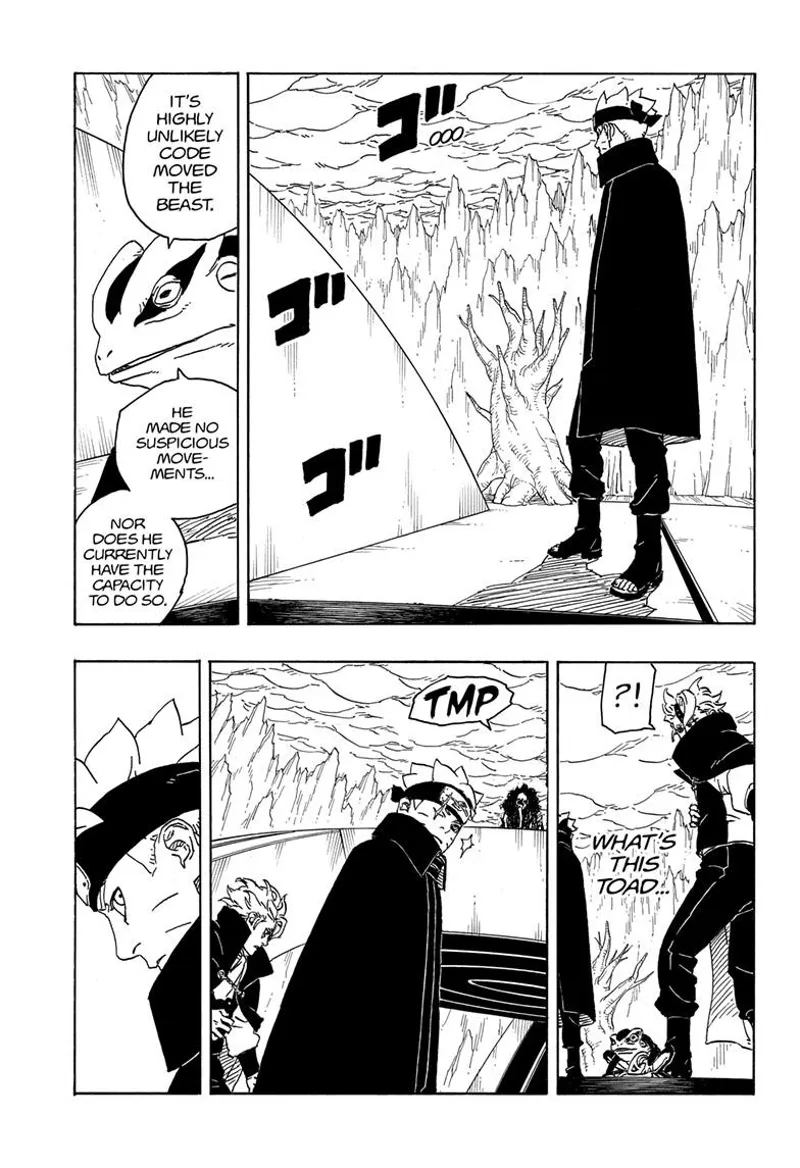 IT'S
HIGHLY
UNLIKELY
CODE
MOVED
THE
BEAST.
HE
MADE NO
SUSPICIOUS
MOVE-
MENTS...
NOR
DOES HE
CURRENTLY
HAVE THE
CAPACITY
TO DO SO.
ゴ
OOO
ゴ
ゴ
TMP
?!
WHAT'S
THIS
TOAD...